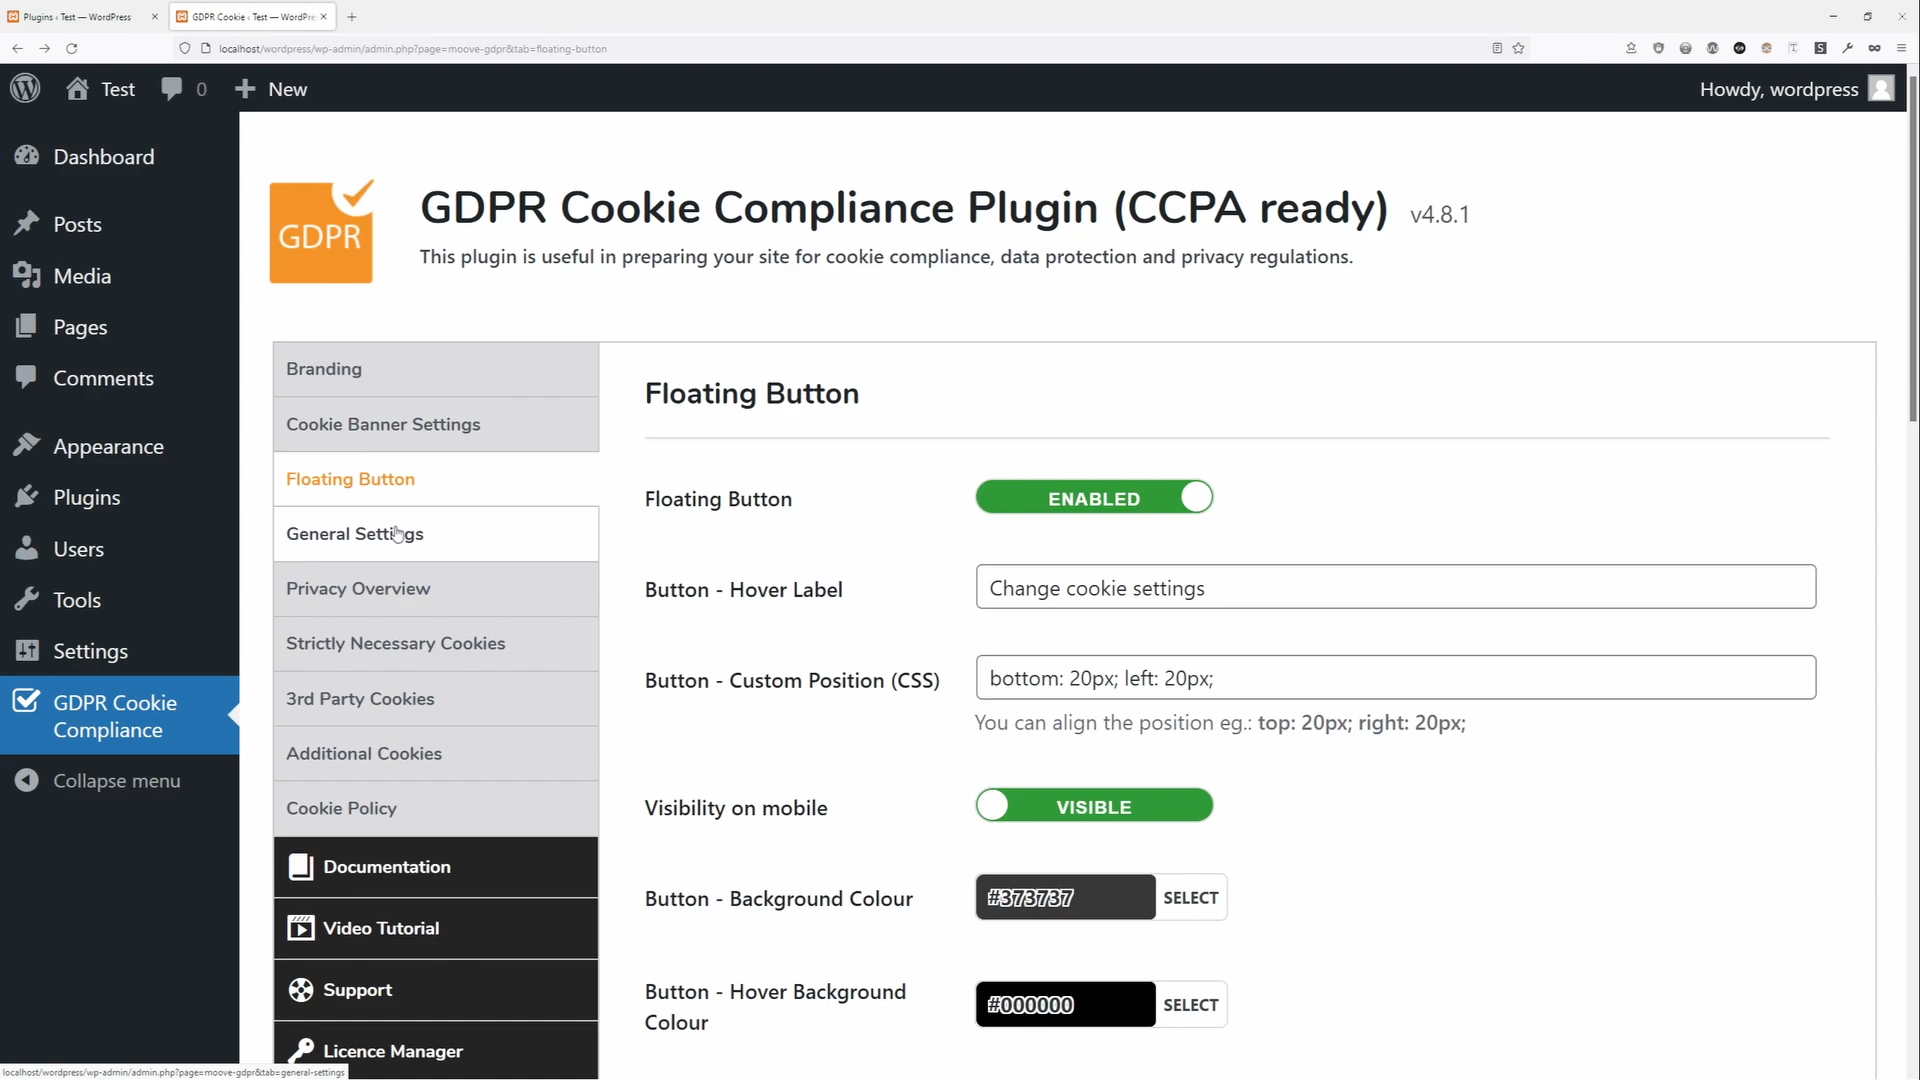 Plugins ‹ Test — WordPress
GDPR Cookie ‹ Test — WordPre
localhost/wordpress/wp-admin/admin.php?page=moove-gdpr&tab=floating-button
Test
0
New
Howdy, wordpress
Dashboard
Posts
Media
Pages
Comments
Appearance
Plugins
Users
Tools
Settings
GDPR Cookie
Compliance
Collapse menu
GDPR
GDPR Cookie Compliance Plugin (CCPA ready) v4.8.1
This plugin is useful in preparing your site for cookie compliance, data protection and privacy regulations.
Branding
Cookie Banner Settings
Floating Button
General Settings
Privacy Overview
Strictly Necessary Cookies
3rd Party Cookies
Additional Cookies
Cookie Policy
Documentation
Video Tutorial
Support
Licence Manager
Floating Button
Floating Button
ENABLED
Button - Hover Label
Change cookie settings
Button - Custom Position (CSS)
bottom: 20px; left: 20px;
You can align the position eg.: top: 20px; right: 20px;
Visibility on mobile
VISIBLE
Button - Background Colour
#373737
SELECT
Button - Hover Background
Colour
#000000
SELECT
localhost/wordpress/wp-admin/admin.php?page=moove-gdpr&tab=general-settings